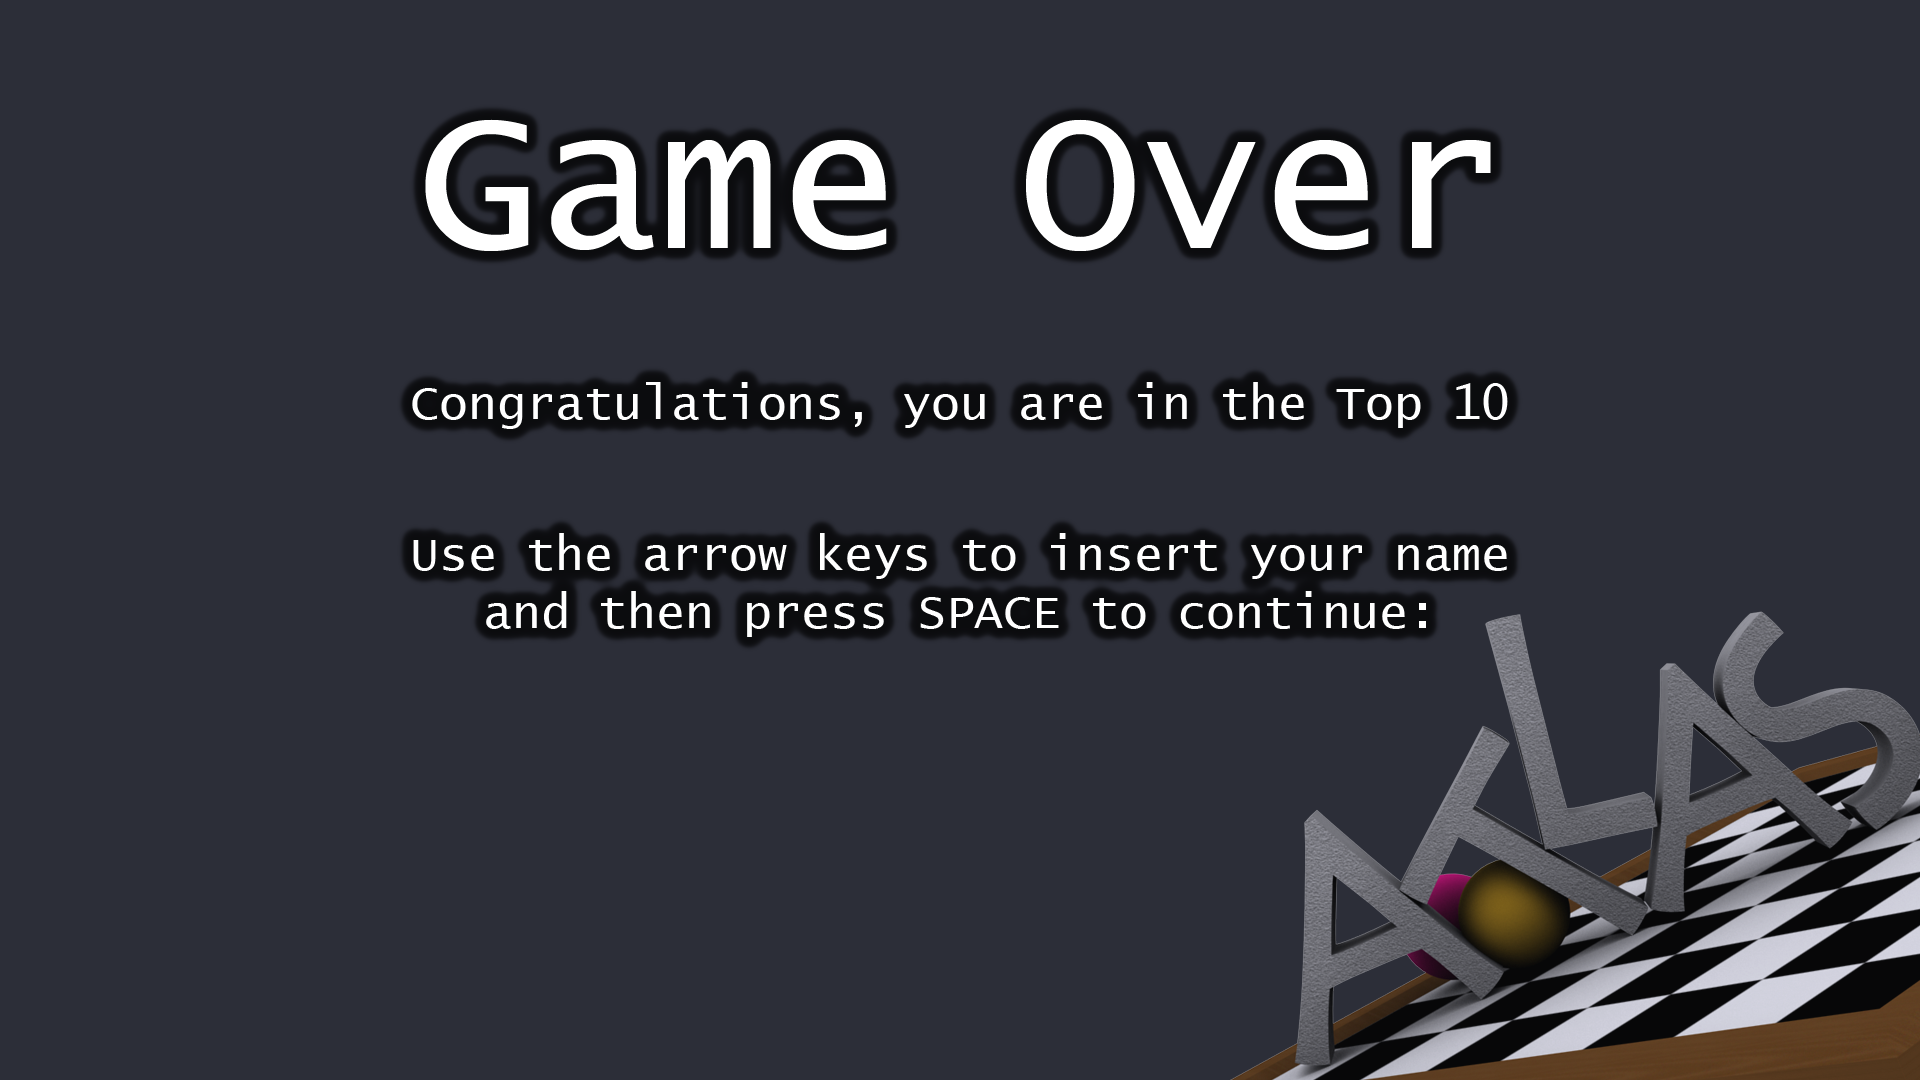 Game Over
Congratulations, you are in the Top 10
Use the arrow keys to insert your name
and then press SPACE to continue:
ATLAS